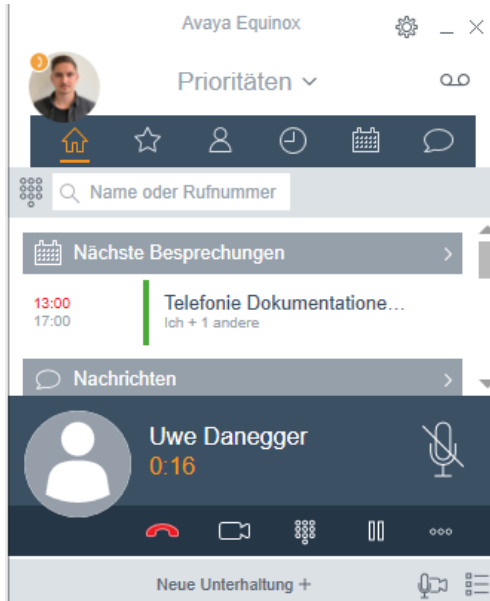 Avaya Equinox
Prioritäten
Name oder Rufnummer
Nächste Besprechungen
13:00 Telefonie Dokumentatione...
17:00 Ich + 1 andere
Nachrichten
Uwe Danegger
0:16
Neue Unterhaltung +